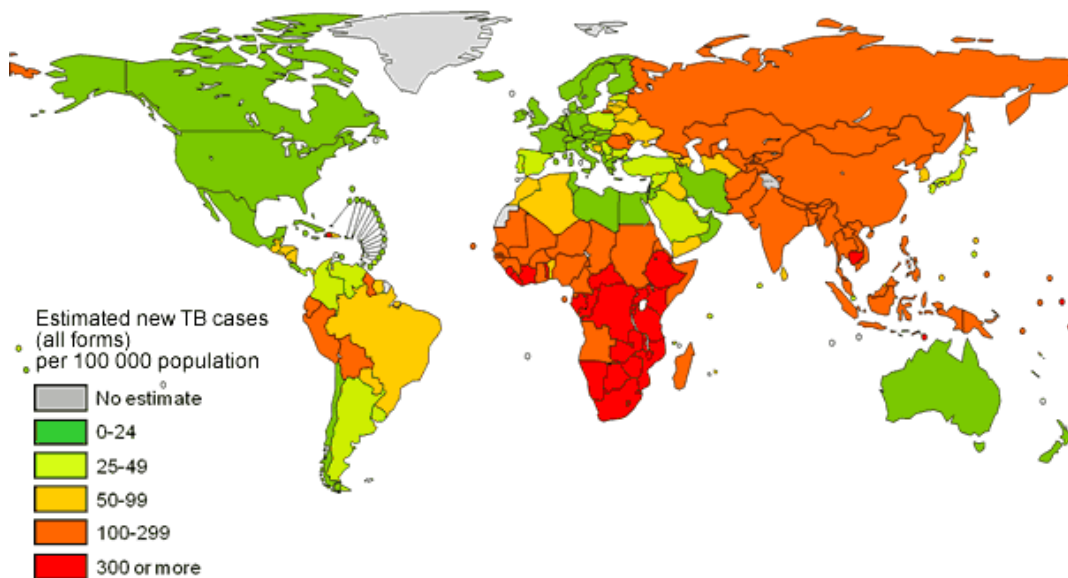 Estimated new TB cases
(all forms)
per 100 000 population
No estimate
0-24
25-49
50-99
100-299
300 or more